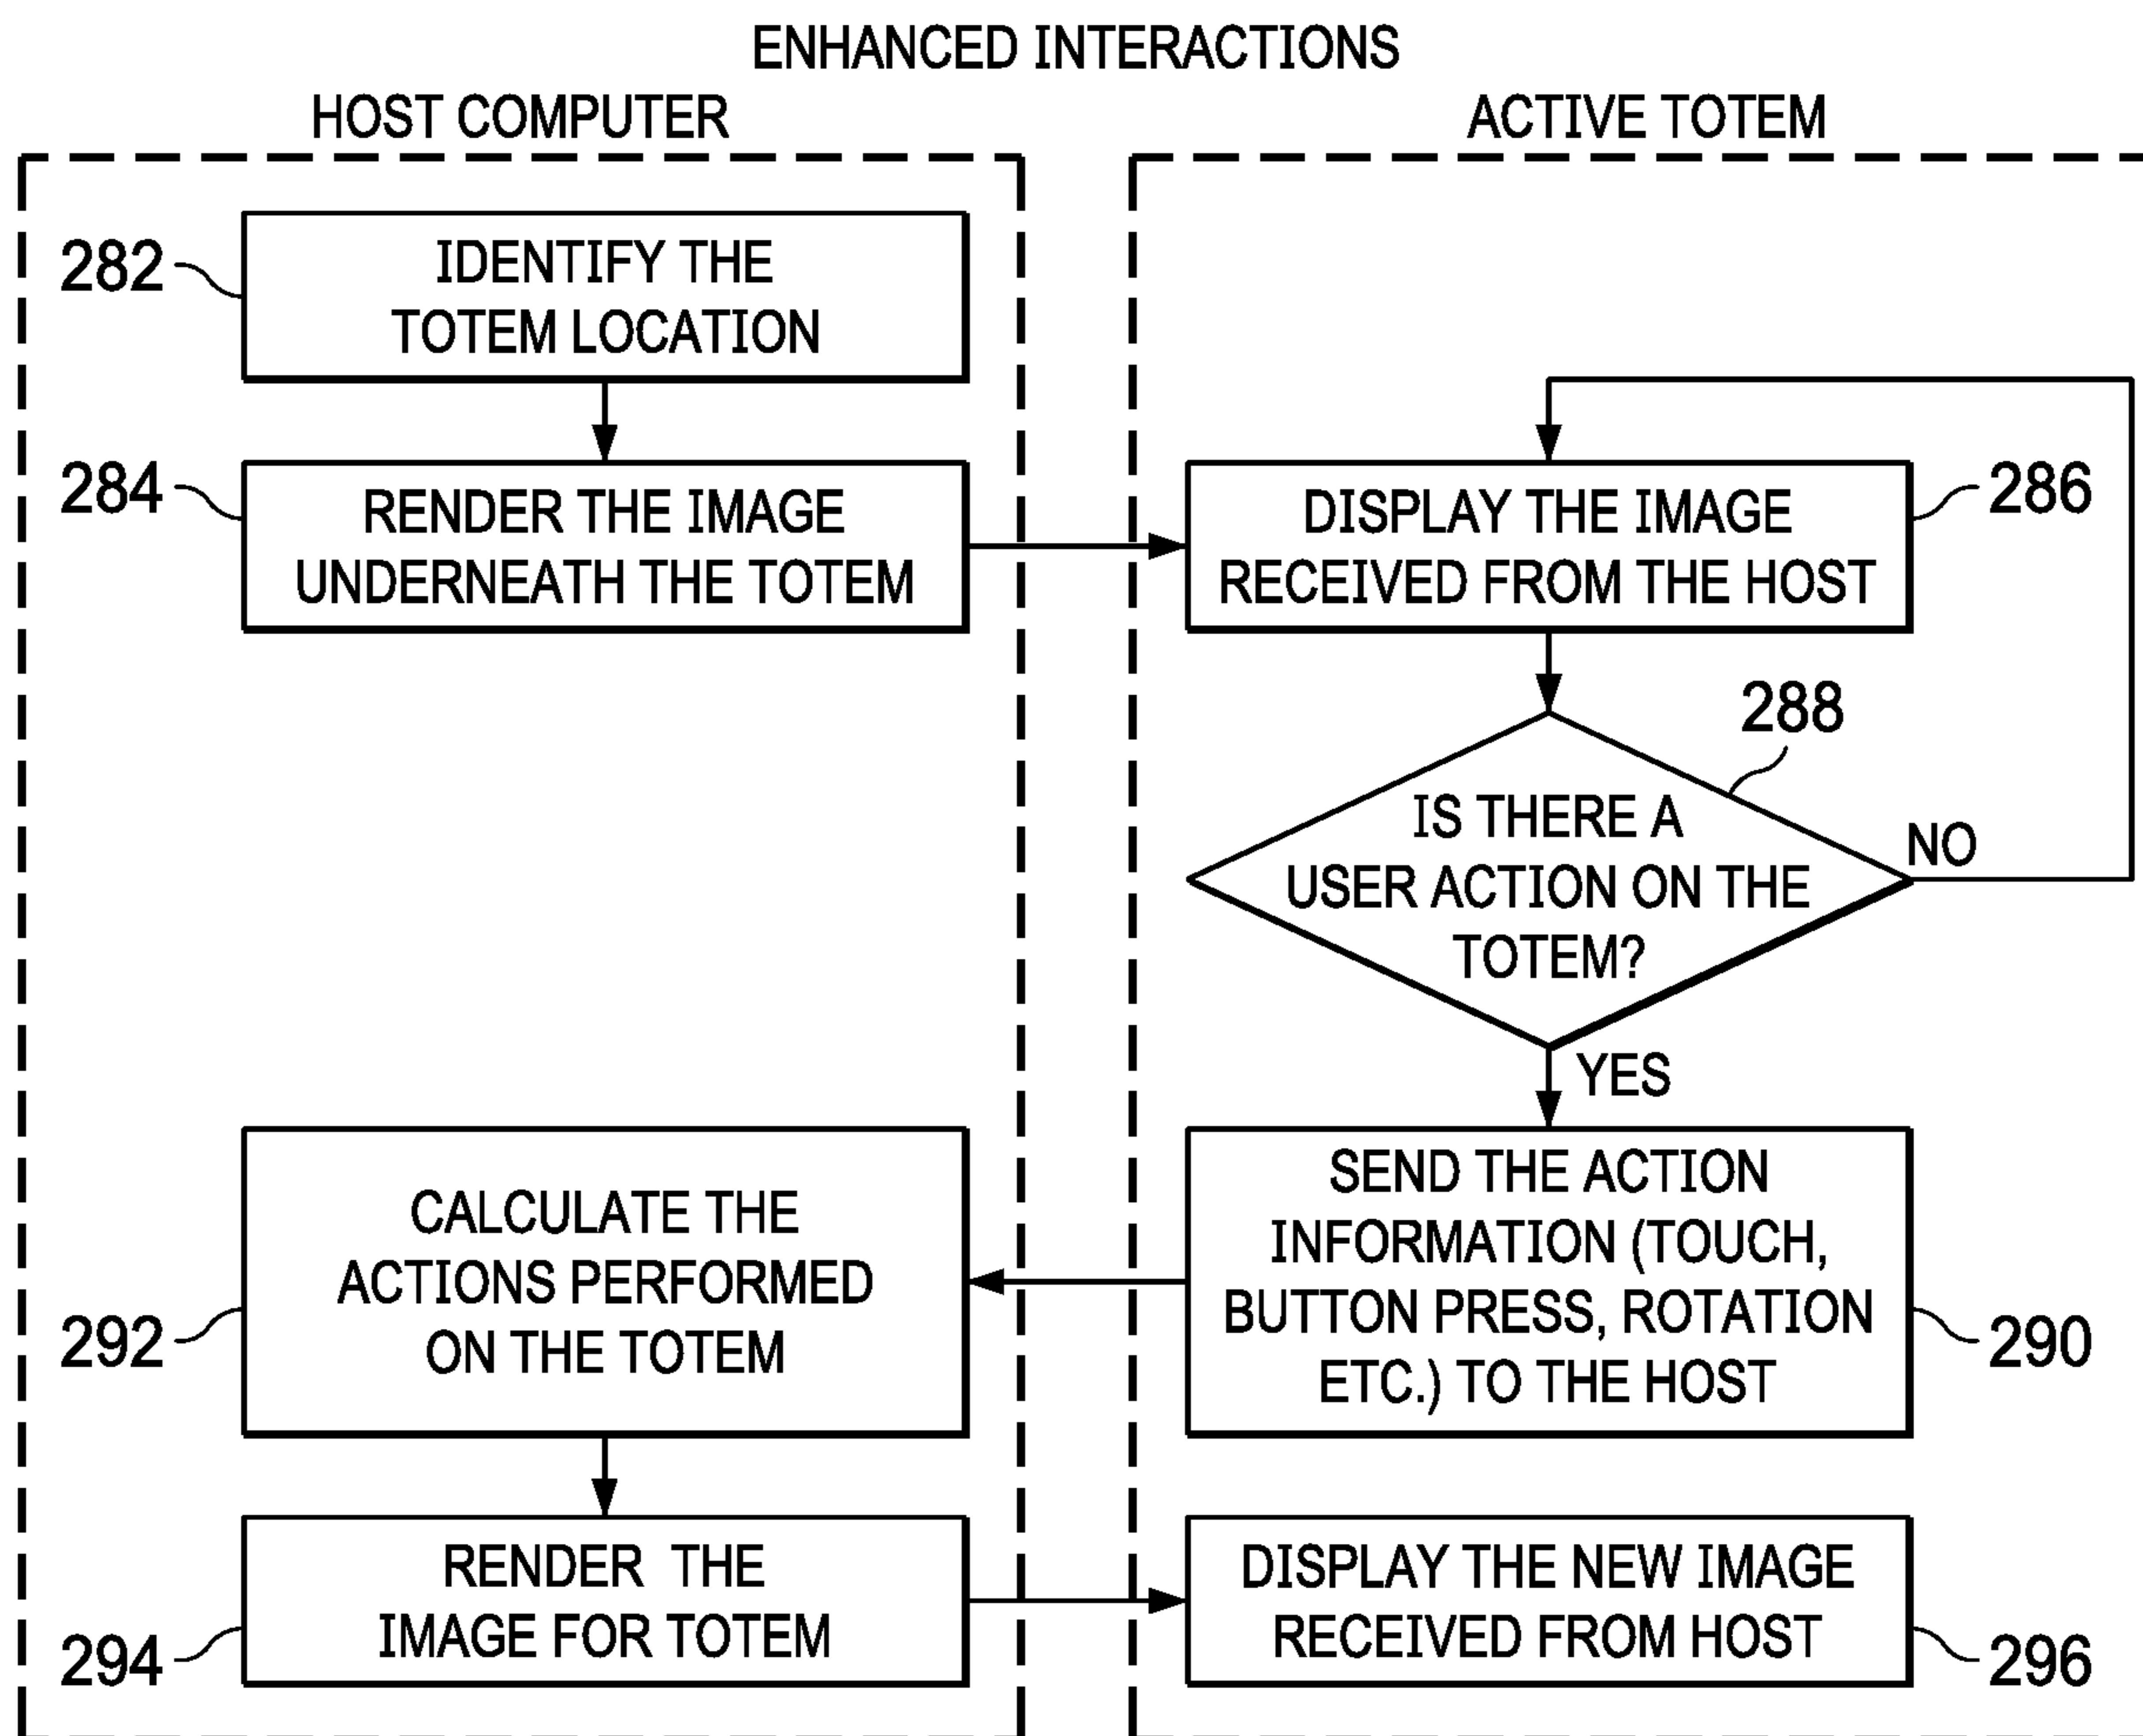 ENHANCED INTERACTIONS
HOST COMPUTER
ACTIVE TOTEM
282
IDENTIFY THE
TOTEM LOCATION
284
RENDER THE IMAGE
UNDERNEATH THE TOTEM
DISPLAY THE IMAGE
RECEIVED FROM THE HOST
286
288
IS THERE A
USER ACTION ON THE
TOTEM?
NO
YES
SEND THE ACTION
INFORMATION (TOUCH,
BUTTON PRESS, ROTATION
ETC.) TO THE HOST
290
CALCULATE THE
ACTIONS PERFORMED
ON THE TOTEM
292
RENDER THE
IMAGE FOR TOTEM
294
DISPLAY THE NEW IMAGE
RECEIVED FROM HOST
296